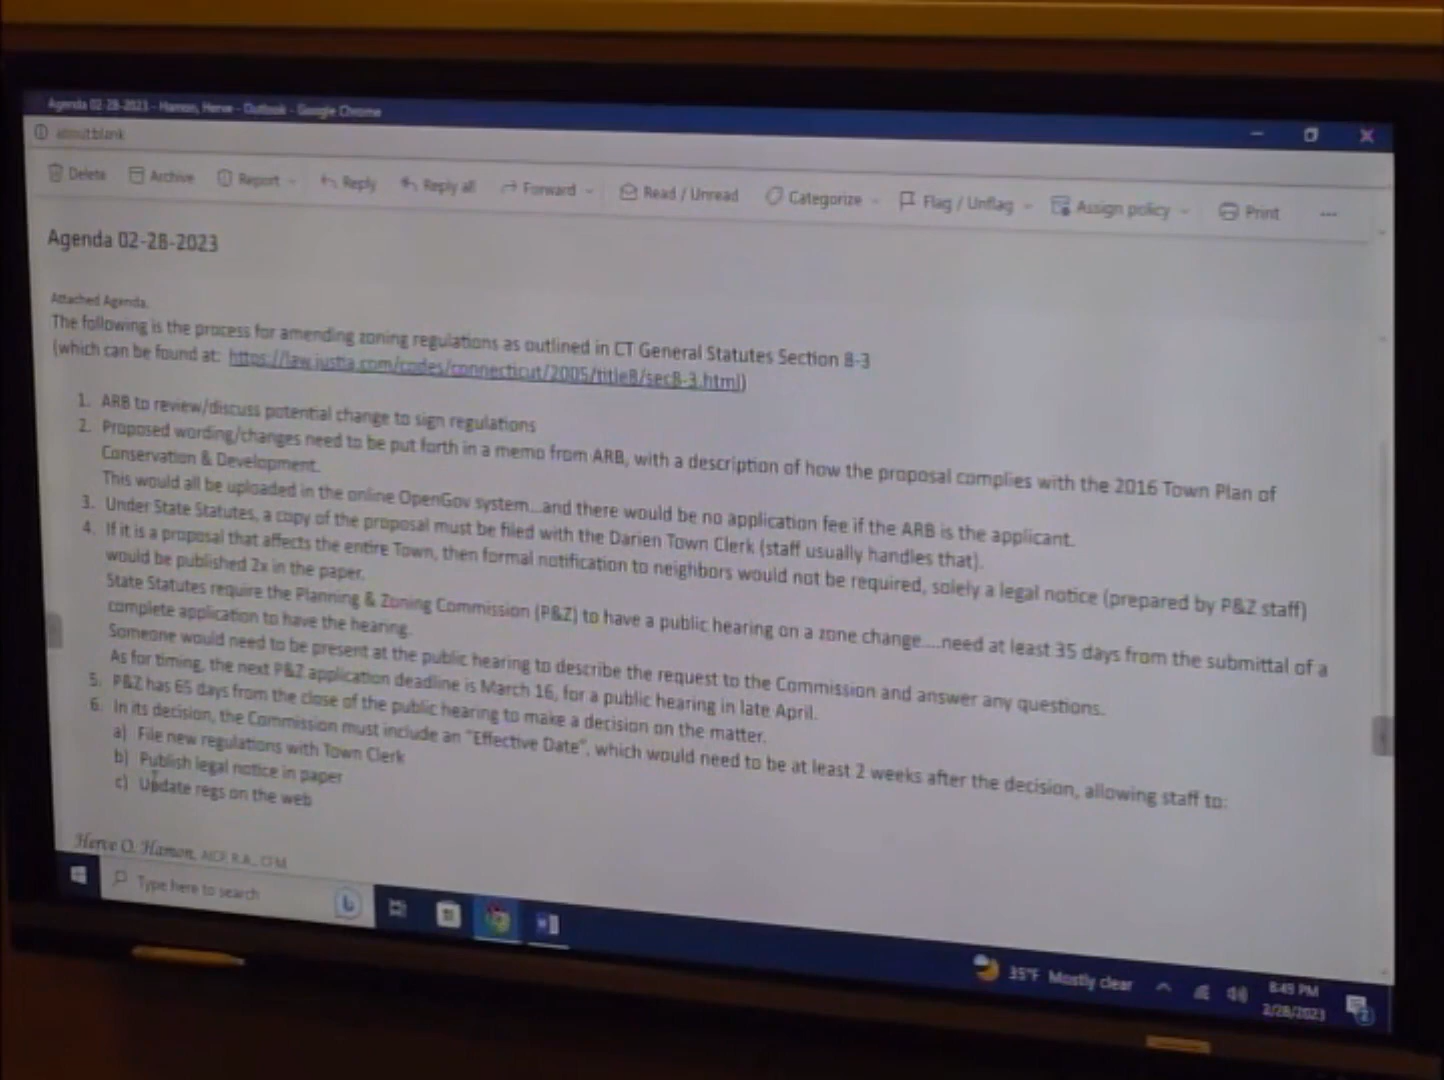 Agenda 02-28-2023 - Hamon, Herve - Outlook - Google Chrome
about:blank
Delete Archive Report Reply Reply all Forward Read / Unread Categorize Flag / Unflag Assign policy Print ...
Agenda 02-28-2023
Attached Agenda.
The following is the process for amending zoning regulations as outlined in CT General Statutes Section 8-3
(which can be found at: https://law.justia.com/codes/connecticut/2005/title8/sec8-3.html)
1. ARB to review/discuss potential change to sign regulations
2. Proposed wording/changes need to be put forth in a memo from ARB, with a description of how the proposal complies with the 2016 Town Plan of
Conservation & Development.
This would all be uploaded in the online OpenGov system...and there would be no application fee if the ARB is the applicant.
3. Under State Statutes, a copy of the proposal must be filed with the Darien Town Clerk (staff usually handles that).
4. If it is a proposal that affects the entire Town, then formal notification to neighbors would not be required, solely a legal notice (prepared by P&Z staff)
would be published 2x in the paper.
State Statutes require the Planning & Zoning Commission (P&Z) to have a public hearing on a zone change....need at least 35 days from the submittal of a
complete application to have the hearing.
Someone would need to be present at the public hearing to describe the request to the Commission and answer any questions.
As for timing, the next P&Z application deadline is March 16, for a public hearing in late April.
5. P&Z has 65 days from the close of the public hearing to make a decision on the matter.
6. In its decision, the Commission must include an "Effective Date", which would need to be at least 2 weeks after the decision, allowing staff to:
a) File new regulations with Town Clerk
b) Publish legal notice in paper
c) Update regs on the web
Herve O. Hamon, AICP, R.A., CFM
Type here to search
35°F Mostly clear
8:49 PM
2/28/2023
2